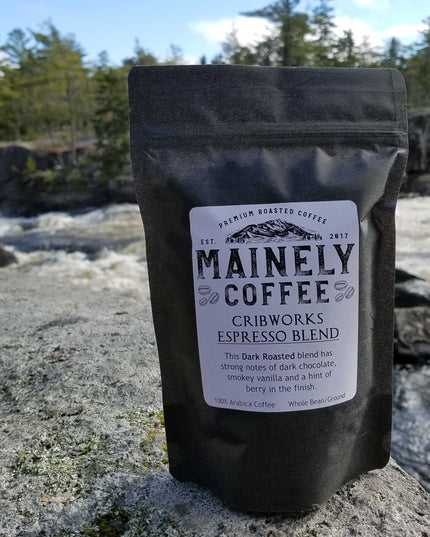 PREMIUM ROASTED COFFEE
EST. 2017
MAINELY
COFFEE
CRIBWORKS
ESPRESSO BLEND
This Dark Roasted blend has
strong notes of dark chocolate,
smokey vanilla and a hint of
berry in the finish.
100% Arabica Coffee Whole Bean/Ground